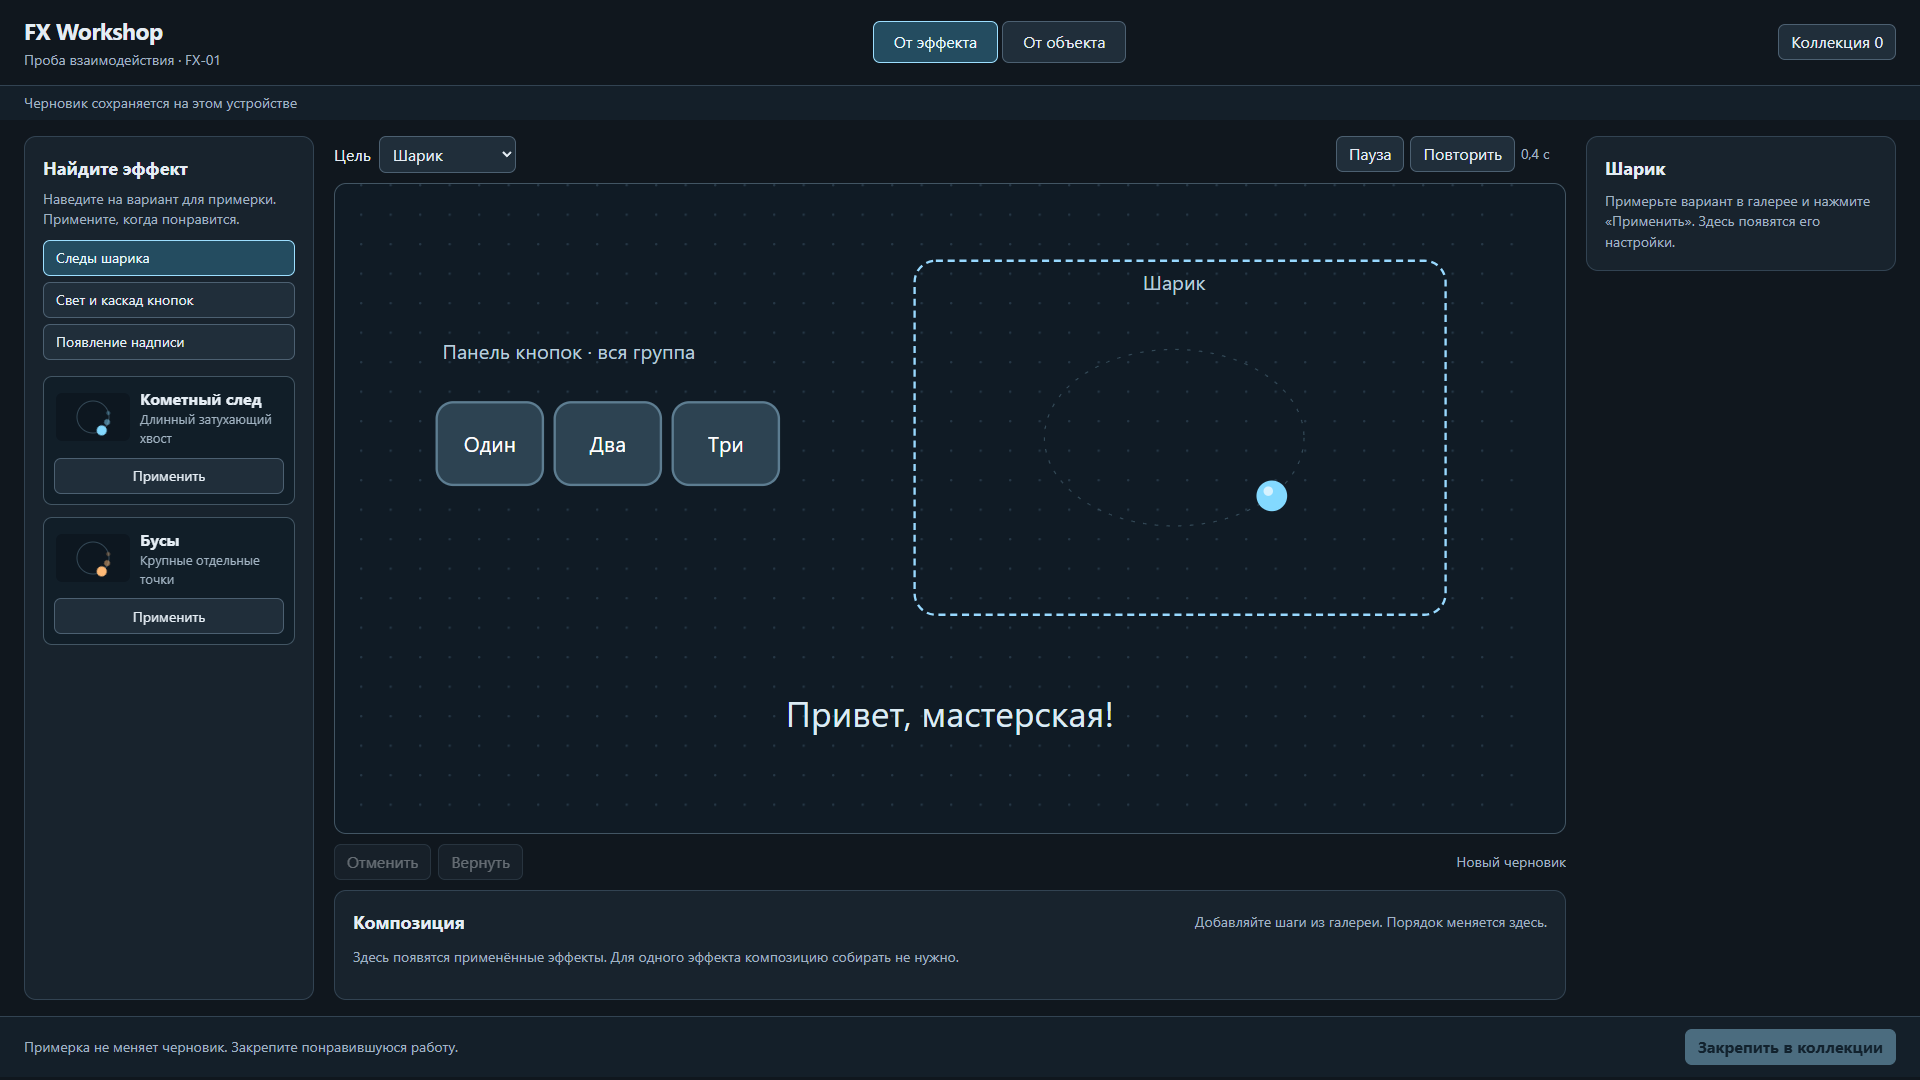 FX Workshop
Проба взаимодействия · FX-01
От эффекта
От объекта
Коллекция 0
Черновик сохраняется на этом устройстве
Найдите эффект
Наведите на вариант для примерки.
Примените, когда понравится.
Следы шарика
Свет и каскад кнопок
Появление надписи
Кометный след
Длинный затухающий
хвост
Применить
Бусы
Крупные отдельные
точки
Применить
Цель
Шарик
Пауза
Повторить
0,4 с
Шарик
Панель кнопок · вся группа
Один
Два
Три
Привет, мастерская!
Отменить
Вернуть
Новый черновик
Композиция
Добавляйте шаги из галереи. Порядок меняется здесь.
Здесь появятся применённые эффекты. Для одного эффекта композицию собирать не нужно.
Шарик
Примерьте вариант в галерее и нажмите
«Применить». Здесь появятся его
настройки.
Примерка не меняет черновик. Закрепите понравившуюся работу.
Закрепить в коллекции